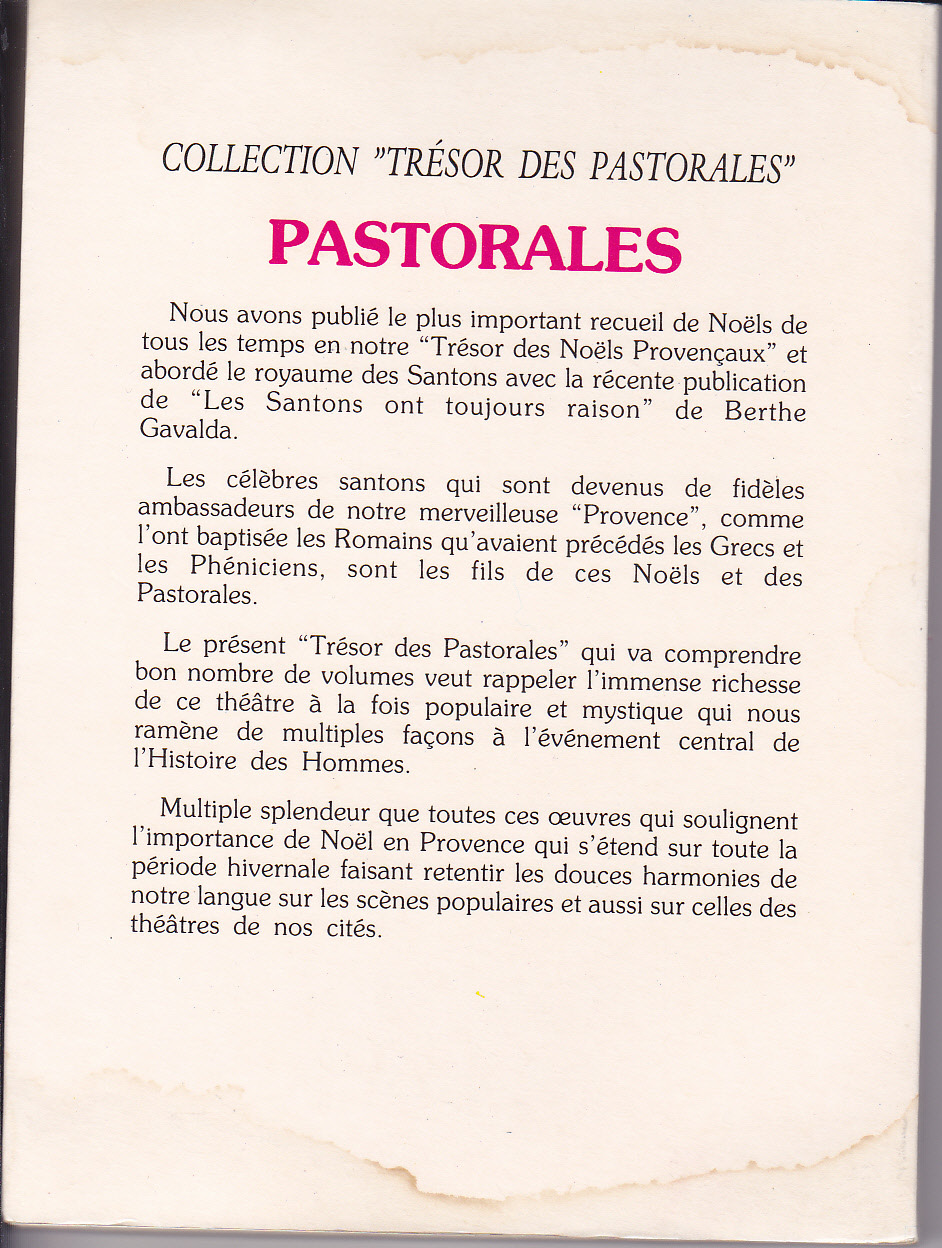 COLLECTION "TRÉSOR DES PASTORALES"
PASTORALES
Nous avons publié le plus important recueil de Noëls de
tous les temps en notre “Trésor des Noëls Provençaux” et
abordé le royaume des Santons avec la récente publication
de “Les Santons ont toujours raison” de Berthe
Gavalda.
Les célèbres santons qui sont devenus de fidèles
ambassadeurs de notre merveilleuse “Provence”, comme
l’ont baptisée les Romains qu’avaient précédés les Grecs et
les Phéniciens, sont les fils de ces Noëls et des
Pastorales.
Le présent “Trésor des Pastorales” qui va comprendre
bon nombre de volumes veut rappeler l’immense richesse
de ce théâtre à la fois populaire et mystique qui nous
ramène de multiples façons à l’événement central de
l’Histoire des Hommes.
Multiple splendeur que toutes ces œuvres qui soulignent
l’importance de Noël en Provence qui s’étend sur toute la
période hivernale faisant retentir les douces harmonies de
notre langue sur les scènes populaires et aussi sur celles des
théâtres de nos cités.